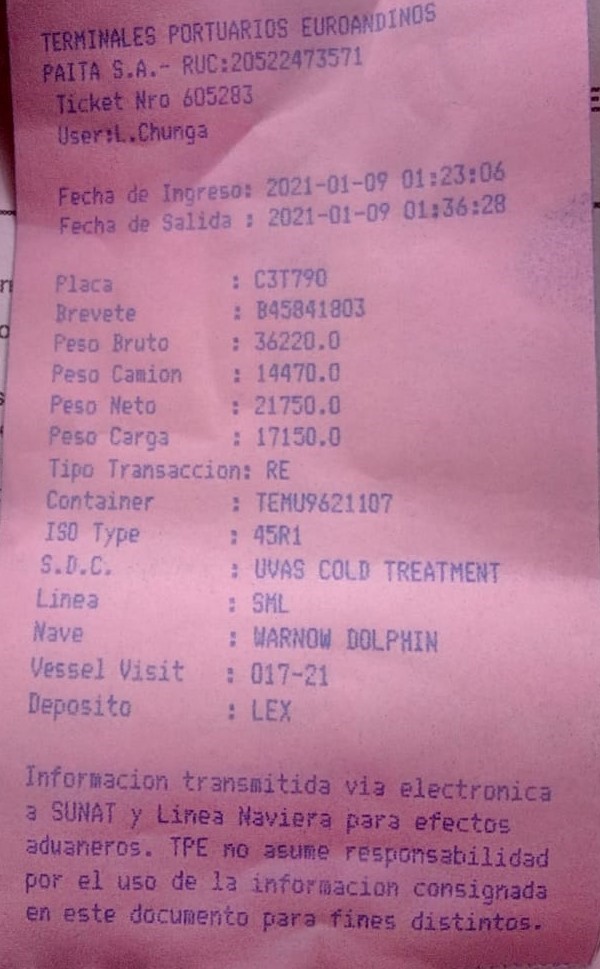 TERMINALES PORTUARIOS EUROANDINOS
PAITA S.A.- RUC:20522473571
Ticket Nro 605283
User:L.Chunga
Fecha de Ingreso: 2021-01-09 01:23:06
Fecha de Salida : 2021-01-09 01:36:28
Placa : C3T790
Brevete : B45841803
Peso Bruto : 36220.0
Peso Camion : 14470.0
Peso Neto : 21750.0
Peso Carga : 17150.0
Tipo Transaccion: RE
Container : TEMU9621107
ISO Type : 45R1
S.D.C. : UVAS COLD TREATMENT
Linea : SML
Nave : WARNOW DOLPHIN
Vessel Visit : 017-21
Deposito : LEX
Informacion transmitida via electronica
a SUNAT y Linea Naviera para efectos
aduaneros. TPE no asume responsabilidad
por el uso de la informacion consignada
en este documento para fines distintos.